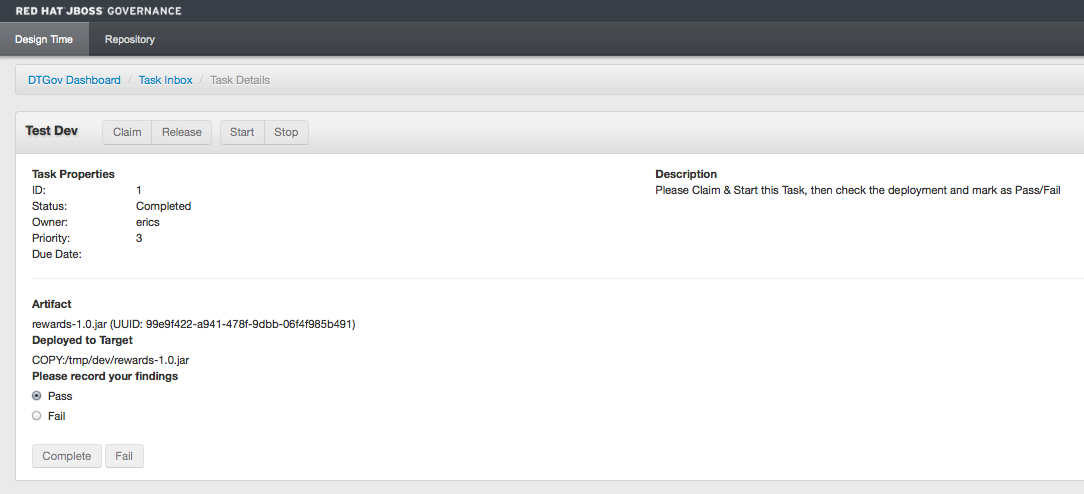 RED HAT JBOSS GOVERNANCE
Design Time Repository
DTGov Dashboard / Task Inbox / Task Details
Test Dev Claim Release Start Stop
Task Properties
ID: 1
Status: Completed
Owner: erics
Priority: 3
Due Date:
Description
Please Claim & Start this Task, then check the deployment and mark as Pass/Fail
Artifact
rewards-1.0.jar (UUID: 99e9f422-a941-478f-9dbb-06f4f985b491)
Deployed to Target
COPY:/tmp/dev/rewards-1.0.jar
Please record your findings
Pass
Fail
Complete Fail